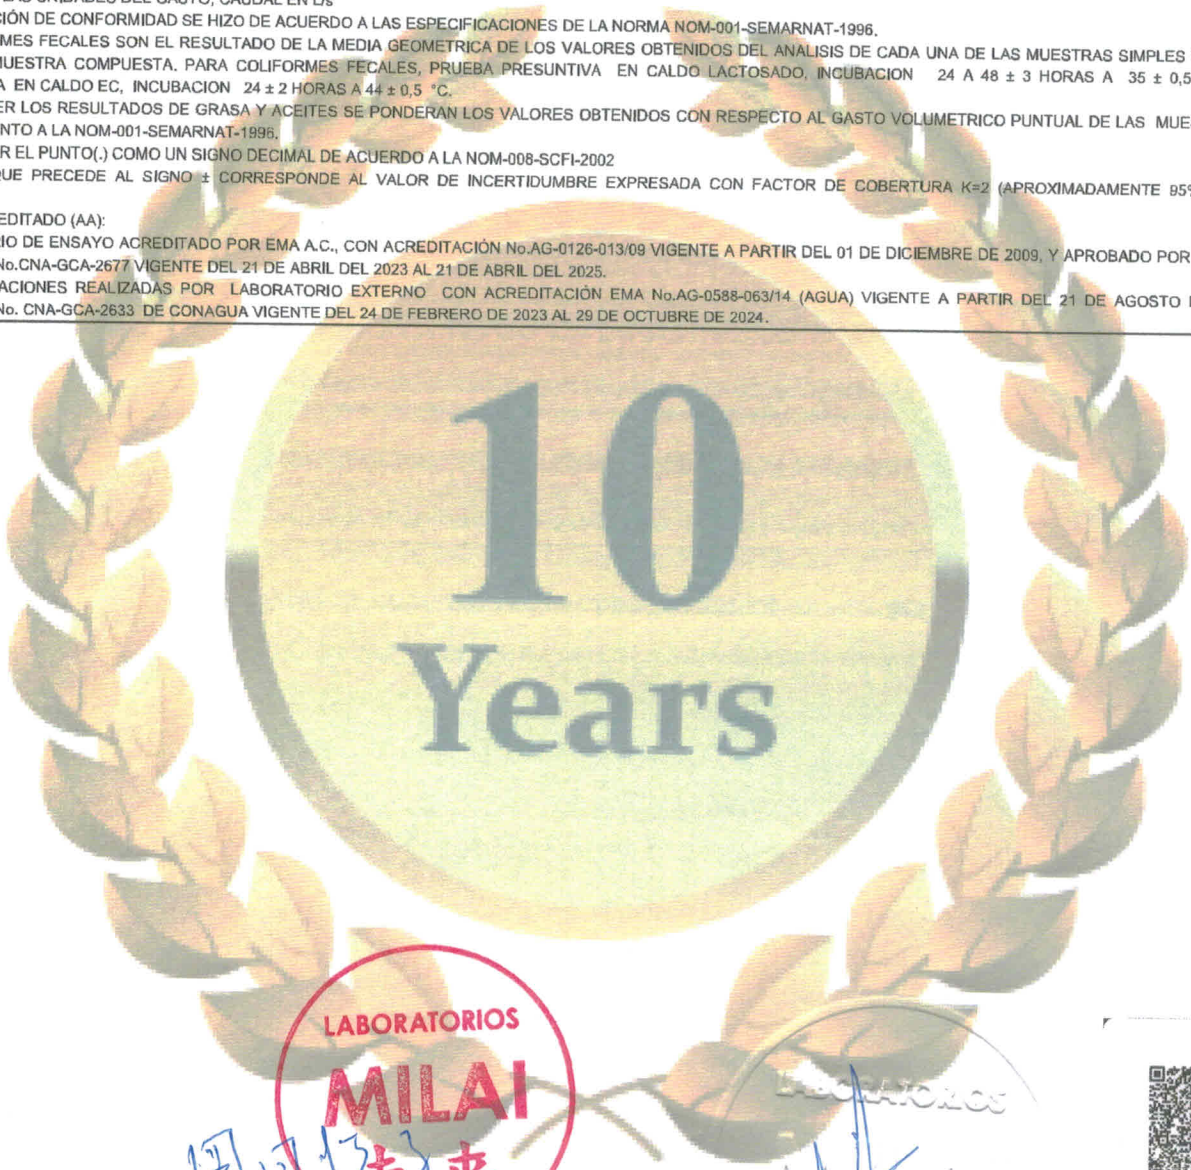 CAUDAL EN L/s
CIÓN DE CONFORMIDAD SE HIZO DE ACUERDO A LAS ESPECIFICACIONES DE LA NORMA NOM-001-SEMARNAT-1996.
MES FECALES SON EL RESULTADO DE LA MEDIA GEOMETRICA DE LOS VALORES OBTENIDOS DEL ANALISIS DE CADA UNA DE LAS MUESTRAS SIMPLES
MUESTRA COMPUESTA. PARA COLIFORMES FECALES, PRUEBA PRESUNTIVA EN CALDO LACTOSADO, INCUBACION 24 A 48 ± 3 HORAS A 35 ± 0,5
A EN CALDO EC, INCUBACION 24 ± 2 HORAS A 44 ± 0,5 °C.
ER LOS RESULTADOS DE GRASA Y ACEITES SE PONDERAN LOS VALORES OBTENIDOS CON RESPECTO AL GASTO VOLUMETRICO PUNTUAL DE LAS MUE
NTO A LA NOM-001-SEMARNAT-1996.
R EL PUNTO(.) COMO UN SIGNO DECIMAL DE ACUERDO A LA NOM-008-SCFI-2002
QUE PRECEDE AL SIGNO ± CORRESPONDE AL VALOR DE INCERTIDUMBRE EXPRESADA CON FACTOR DE COBERTURA K=2 (APROXIMADAMENTE 95%
EDITADO (AA):
IO DE ENSAYO ACREDITADO POR EMA A.C., CON ACREDITACIÓN No.AG-0126-013/09 VIGENTE A PARTIR DEL 01 DE DICIEMBRE DE 2009, Y APROBADO POR
No.CNA-GCA-2677 VIGENTE DEL 21 DE ABRIL DEL 2023 AL 21 DE ABRIL DEL 2025.
ACIONES REALIZADAS POR LABORATORIO EXTERNO CON ACREDITACIÓN EMA No.AG-0588-063/14 (AGUA) VIGENTE A PARTIR DEL 21 DE AGOSTO
No. CNA-GCA-2633 DE CONAGUA VIGENTE DEL 24 DE FEBRERO DE 2023 AL 29 DE OCTUBRE DE 2024.
10
Years
LABORATORIOS
MILAI
未来
LABORATORIOS